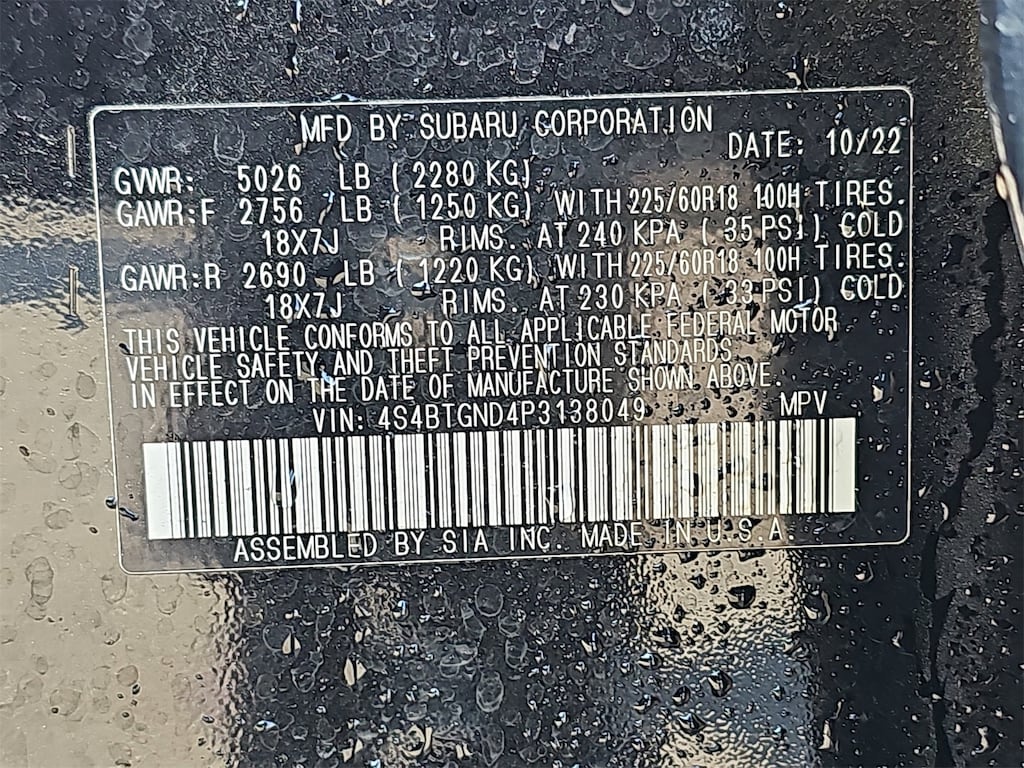 MFD BY SUBARU CORPORATION
DATE: 10/22
GVWR: 5026 LB ( 2280 KG)
GAWR:F 2756 LB ( 1250 KG) WITH 225/60R18 100H TIRES.
18X7J RIMS. AT 240 KPA ( 35 PSI) COLD
GAWR:R 2690 LB ( 1220 KG) WITH 225/60R18 100H TIRES.
18X7J RIMS. AT 230 KPA ( 33 PSI) COLD
THIS VEHICLE CONFORMS TO ALL APPLICABLE FEDERAL MOTOR
VEHICLE SAFETY AND THEFT PREVENTION STANDARDS
IN EFFECT ON THE DATE OF MANUFACTURE SHOWN ABOVE.
VIN: 4S4BTGND4P3138049 MPV
ASSEMBLED BY SIA INC. MADE IN U.S.A.